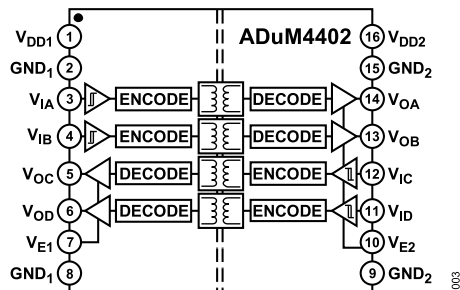 ADuM4402
VDD1 1 16 VDD2
GND1 2 15 GND2
VIA 3 ENCODE DECODE 14 VOA
VIB 4 ENCODE DECODE 13 VOB
VOC 5 DECODE ENCODE 12 VIC
VOD 6 DECODE ENCODE 11 VID
VE1 7 10 VE2
GND1 8 9 GND2
003